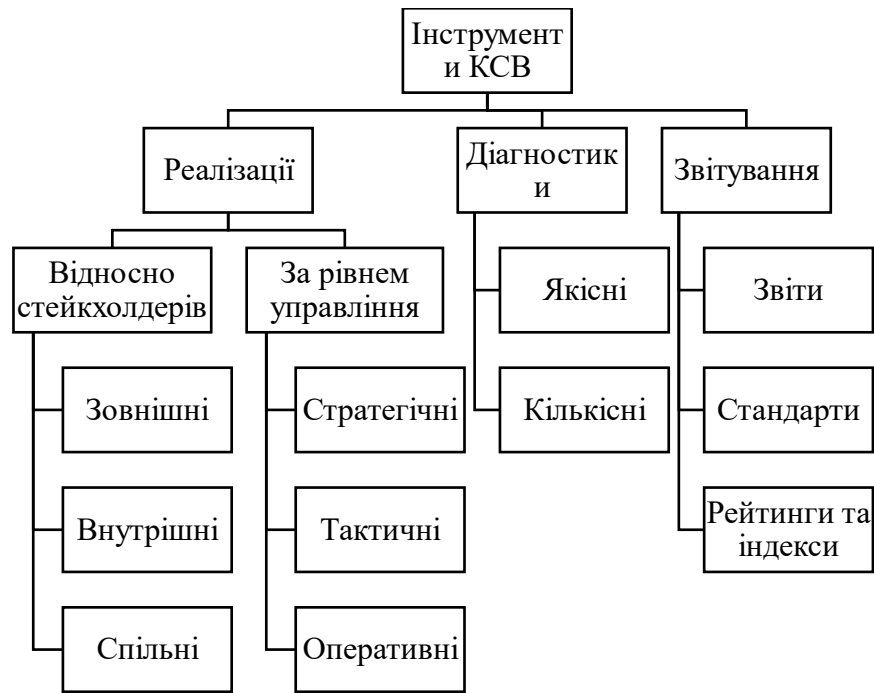 Інструмент
и КСВ
Реалізації
Діагностик
и
Звітування
Відносно
стейкхолдерів
За рівнем
управління
Якісні
Звіти
Зовнішні
Стратегічні
Кількісні
Стандарти
Внутрішні
Тактичні
Рейтинги та
індекси
Спільні
Оперативні